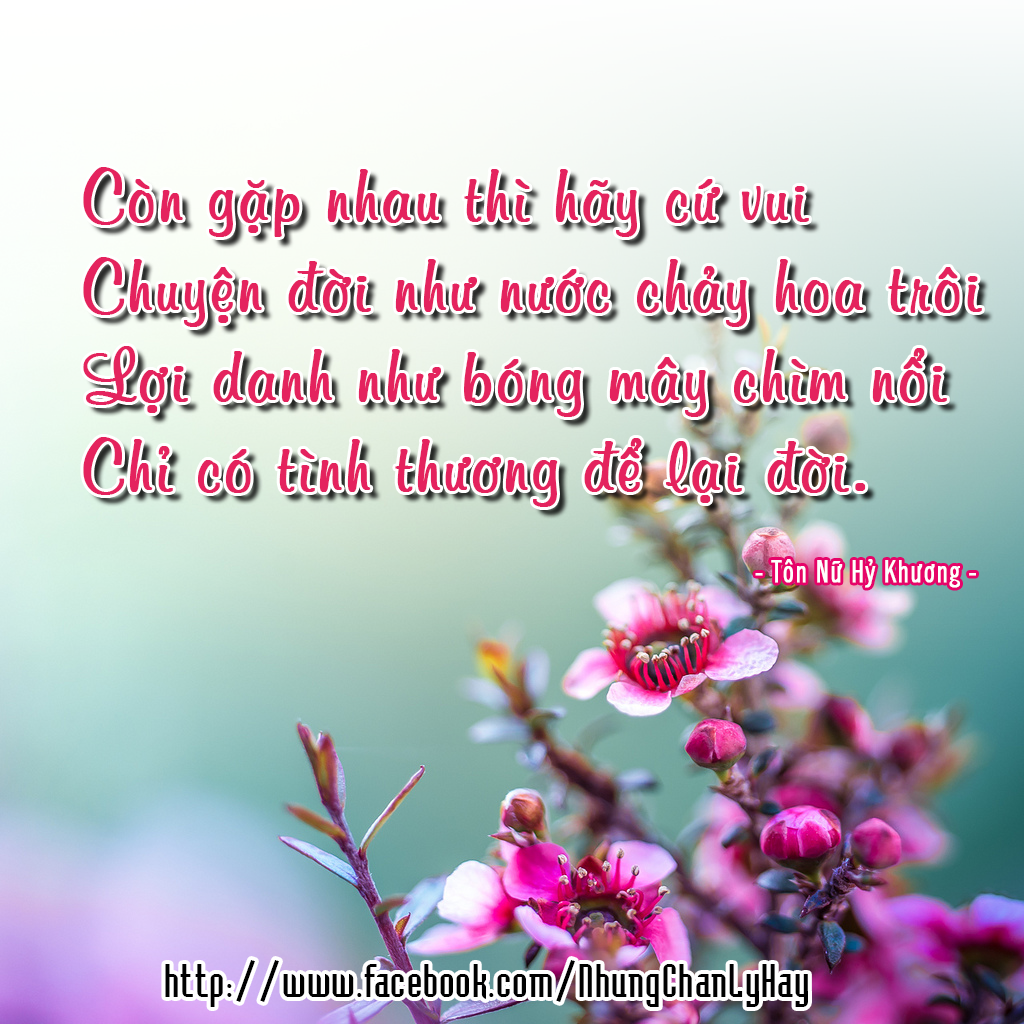 Còn gặp nhau thì hãy cứ vui
Chuyện đời như nước chảy hoa trôi
Lợi danh như bóng mây chìm nổi
Chỉ có tình thương để lại đời.
- Tôn Nữ Hỷ Khương -
http://www.facebook.com/NhungChanLyHay